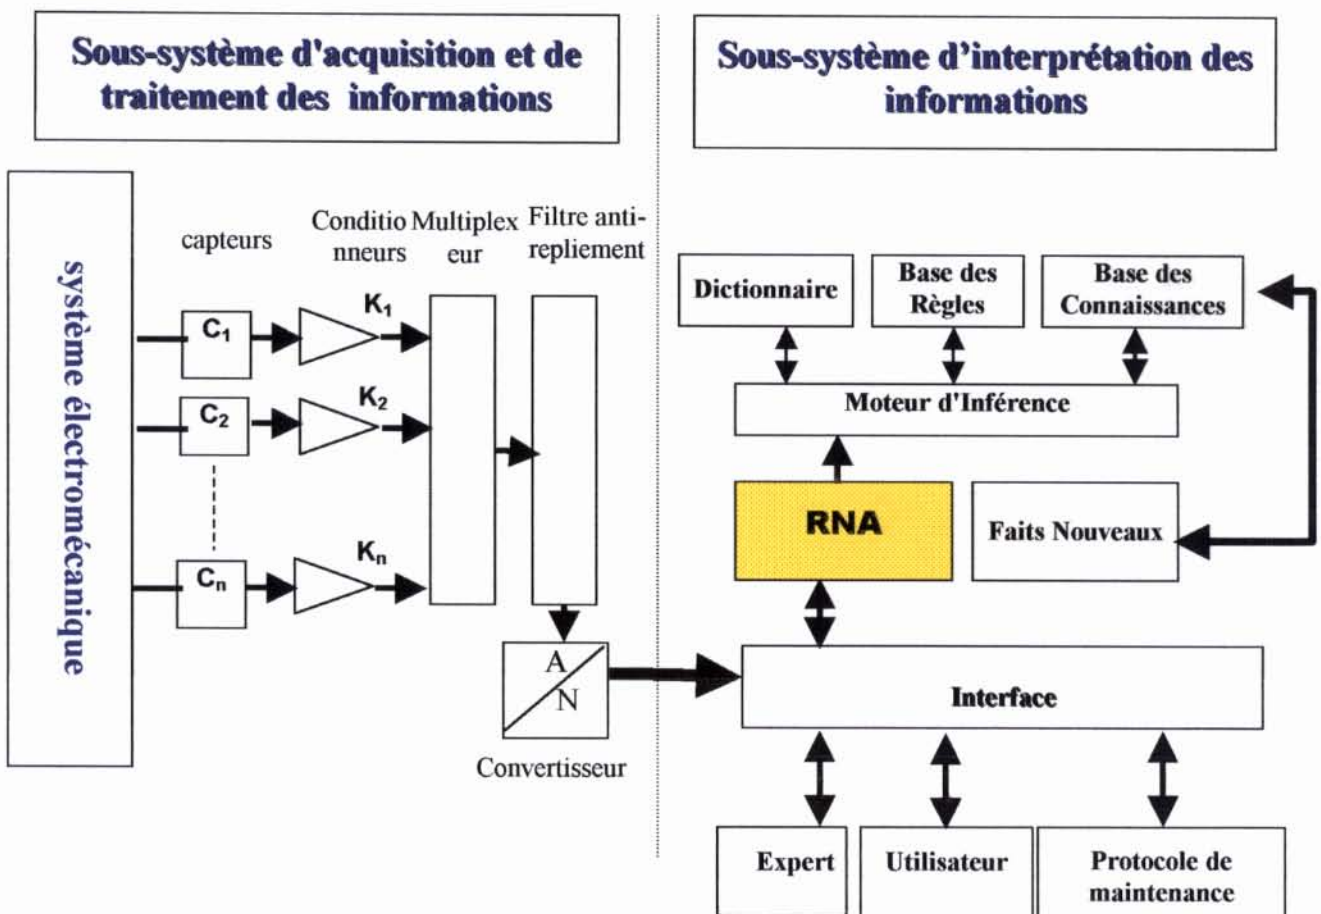 Sous-système d'acquisition et de
traitement des informations
Sous-système d’interprétation des
informations
système électromécanique
capteurs
Conditio
nneurs
Multiplex
eur
Filtre anti-
repliement
C₁
K₁
C₂
K₂
Cₙ
Kₙ
A
N
Convertisseur
Dictionnaire
Base des
Règles
Base des
Connaissances
Moteur d'Inférence
RNA
Faits Nouveaux
Interface
Expert
Utilisateur
Protocole de
maintenance